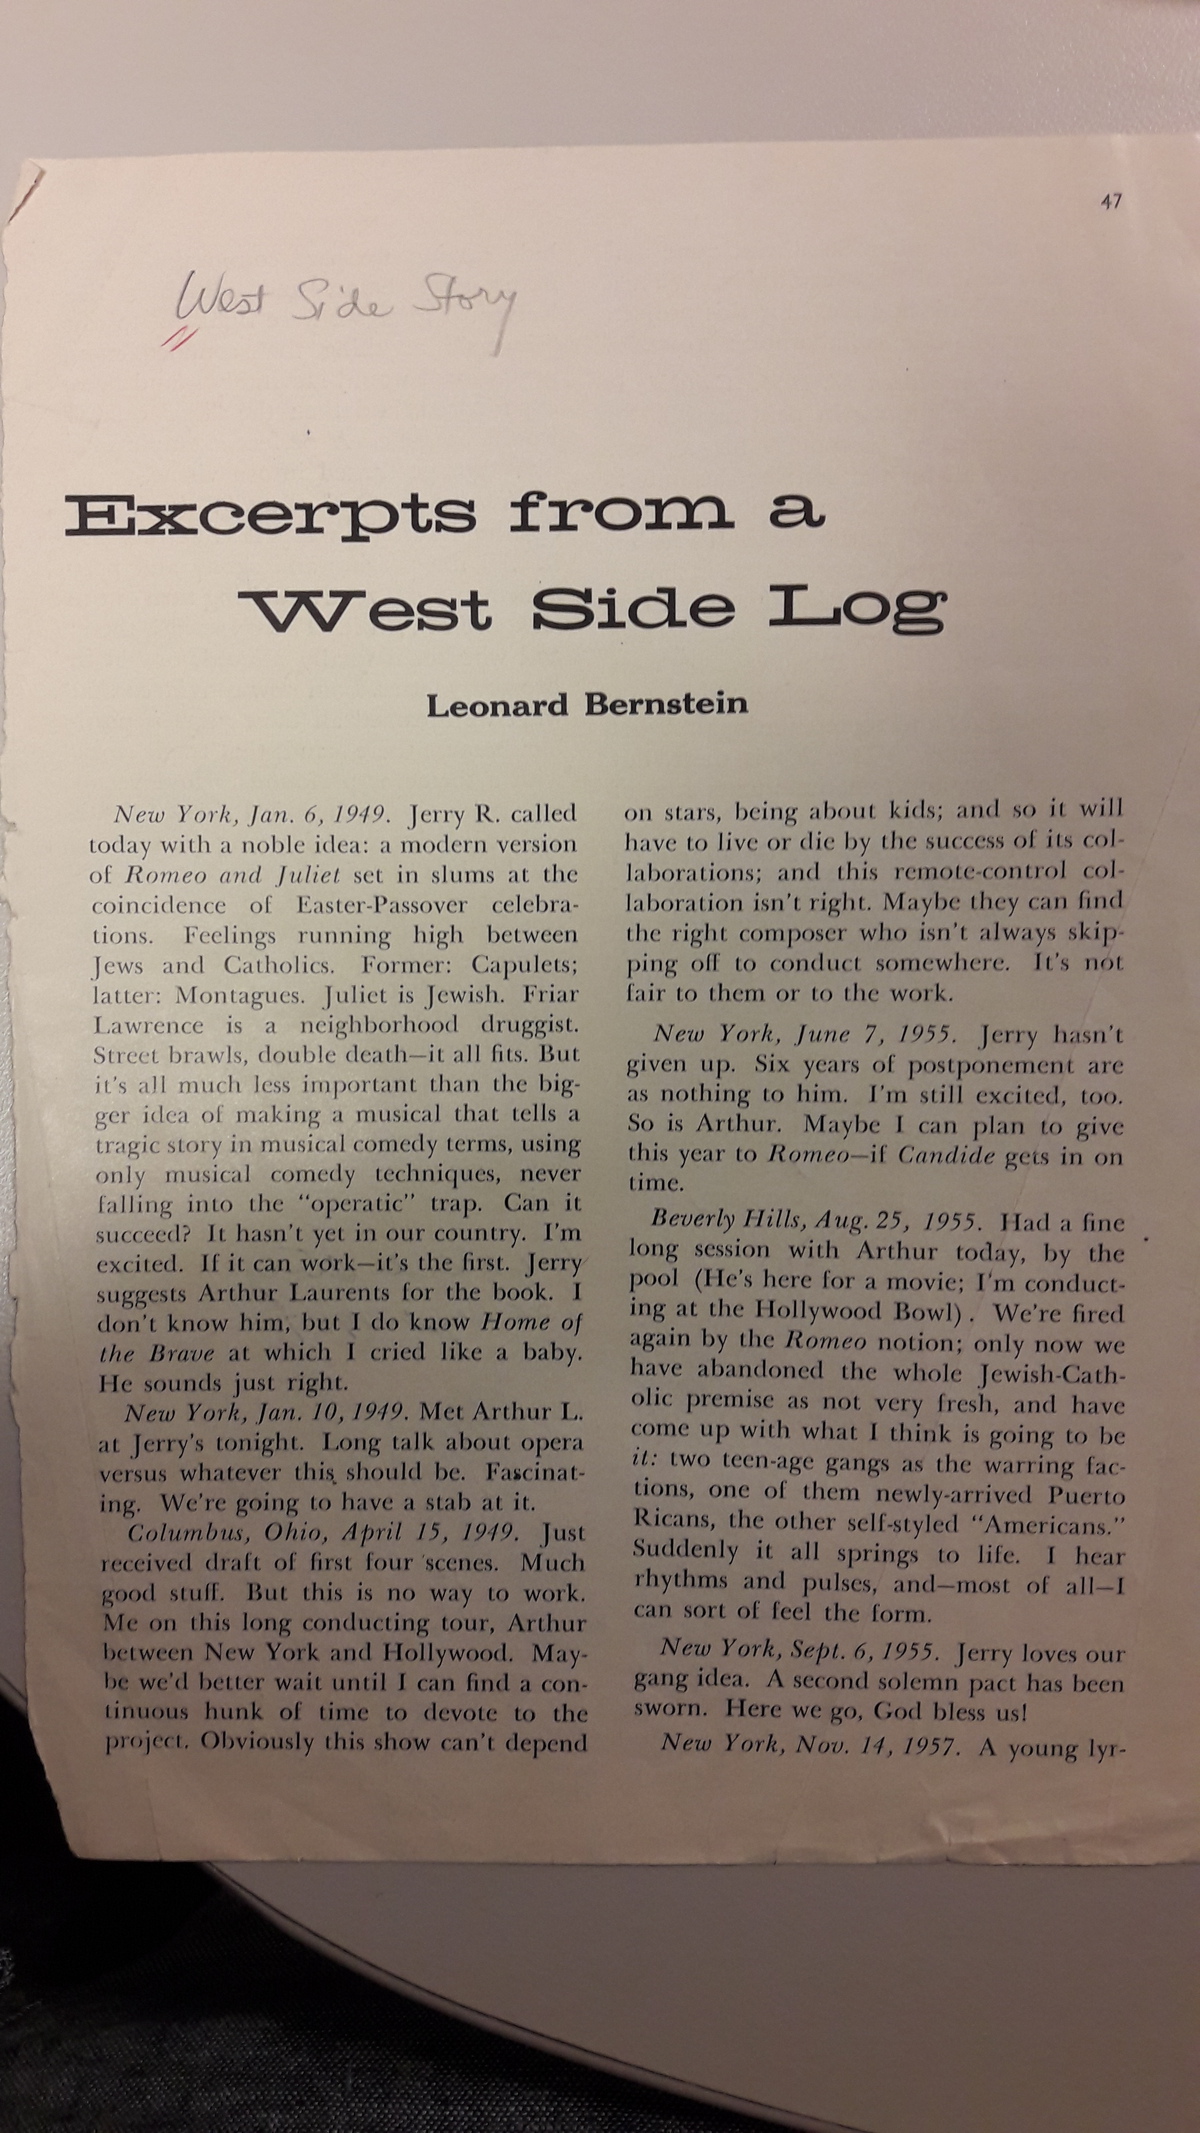 47
West Side Story
Excerpts from a
West Side Log
Leonard Bernstein
New York, Jan. 6, 1949. Jerry R. called
today with a noble idea: a modern version
of Romeo and Juliet set in slums at the
coincidence of Easter-Passover celebra-
tions. Feelings running high between
Jews and Catholics. Former: Capulets;
latter: Montagues. Juliet is Jewish. Friar
Lawrence is a neighborhood druggist.
Street brawls, double death—it all fits. But
it's all much less important than the big-
ger idea of making a musical that tells a
tragic story in musical comedy terms, using
only musical comedy techniques, never
falling into the "operatic" trap. Can it
succeed? It hasn't yet in our country. I'm
excited. If it can work—it's the first. Jerry
suggests Arthur Laurents for the book. I
don't know him, but I do know Home of
the Brave at which I cried like a baby.
He sounds just right.
New York, Jan. 10, 1949. Met Arthur L.
at Jerry's tonight. Long talk about opera
versus whatever this should be. Fascinat-
ing. We're going to have a stab at it.
Columbus, Ohio, April 15, 1949. Just
received draft of first four scenes. Much
good stuff. But this is no way to work.
Me on this long conducting tour, Arthur
between New York and Hollywood. May-
be we'd better wait until I can find a con-
tinuous hunk of time to devote to the
project. Obviously this show can't depend
on stars, being about kids; and so it will
have to live or die by the success of its col-
laborations; and this remote-control col-
laboration isn't right. Maybe they can find
the right composer who isn't always skip-
ping off to conduct somewhere. It's not
fair to them or to the work.
New York, June 7, 1955. Jerry hasn't
given up. Six years of postponement are
as nothing to him. I'm still excited, too.
So is Arthur. Maybe I can plan to give
this year to Romeo—if Candide gets in on
time.
Beverly Hills, Aug. 25, 1955. Had a fine
long session with Arthur today, by the
pool (He's here for a movie; I'm conduct-
ing at the Hollywood Bowl). We're fired
again by the Romeo notion; only now we
have abandoned the whole Jewish-Cath-
olic premise as not very fresh, and have
come up with what I think is going to be
it: two teen-age gangs as the warring fac-
tions, one of them newly-arrived Puerto
Ricans, the other self-styled "Americans."
Suddenly it all springs to life. I hear
rhythms and pulses, and—most of all—I
can sort of feel the form.
New York, Sept. 6, 1955. Jerry loves our
gang idea. A second solemn pact has been
sworn. Here we go, God bless us!
New York, Nov. 14, 1957. A young lyr-